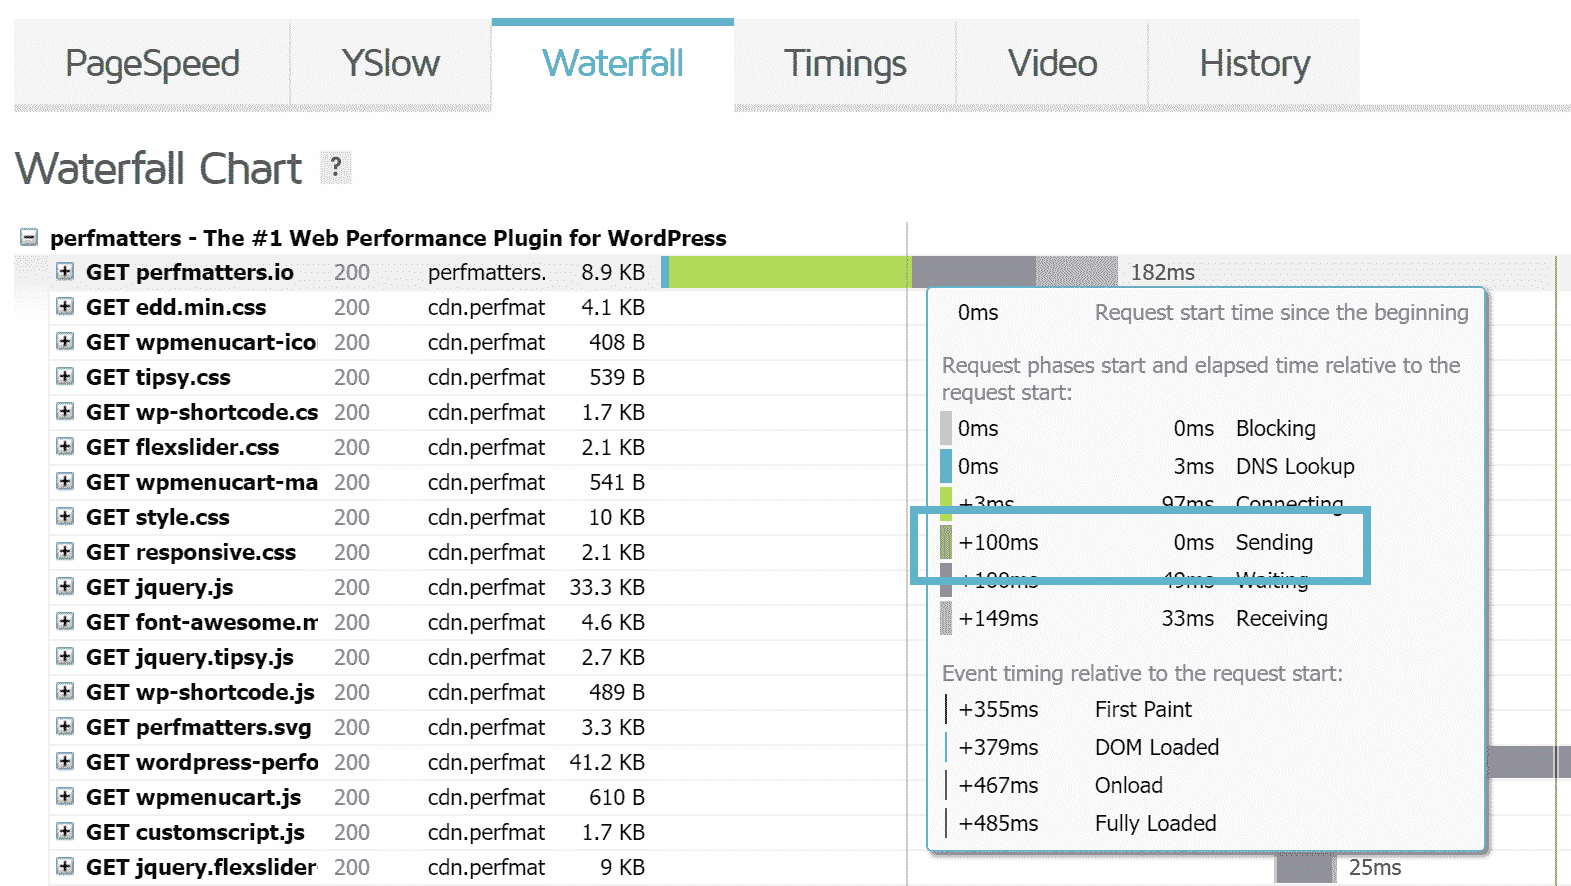 PageSpeed YSlow Waterfall Timings Video History
Waterfall Chart ?
perfmatters - The #1 Web Performance Plugin for WordPress
GET perfmatters.io 200 perfmatters. 8.9 KB 182ms
GET edd.min.css 200 cdn.perfmat 4.1 KB
GET wpmenucart-ico 200 cdn.perfmat 408 B
GET tipsy.css 200 cdn.perfmat 539 B
GET wp-shortcode.cs 200 cdn.perfmat 1.7 KB
GET flexslider.css 200 cdn.perfmat 2.1 KB
GET wpmenucart-ma 200 cdn.perfmat 541 B
GET style.css 200 cdn.perfmat 10 KB
GET responsive.css 200 cdn.perfmat 2.1 KB
GET jquery.js 200 cdn.perfmat 33.3 KB
GET font-awesome.m 200 cdn.perfmat 4.6 KB
GET jquery.tipsy.js 200 cdn.perfmat 2.7 KB
GET wp-shortcode.js 200 cdn.perfmat 489 B
GET perfmatters.svg 200 cdn.perfmat 3.3 KB
GET wordpress-perfo 200 cdn.perfmat 41.2 KB
GET wpmenucart.js 200 cdn.perfmat 610 B
GET customscript.js 200 cdn.perfmat 1.7 KB
GET jquery.flexslider 200 cdn.perfmat 9 KB 25ms
0ms Request start time since the beginning
Request phases start and elapsed time relative to the
request start:
0ms 0ms Blocking
0ms 3ms DNS Lookup
+3ms 97ms Connecting
+100ms 0ms Sending
+100ms 49ms Waiting
+149ms 33ms Receiving
Event timing relative to the request start:
+355ms First Paint
+379ms DOM Loaded
+467ms Onload
+485ms Fully Loaded